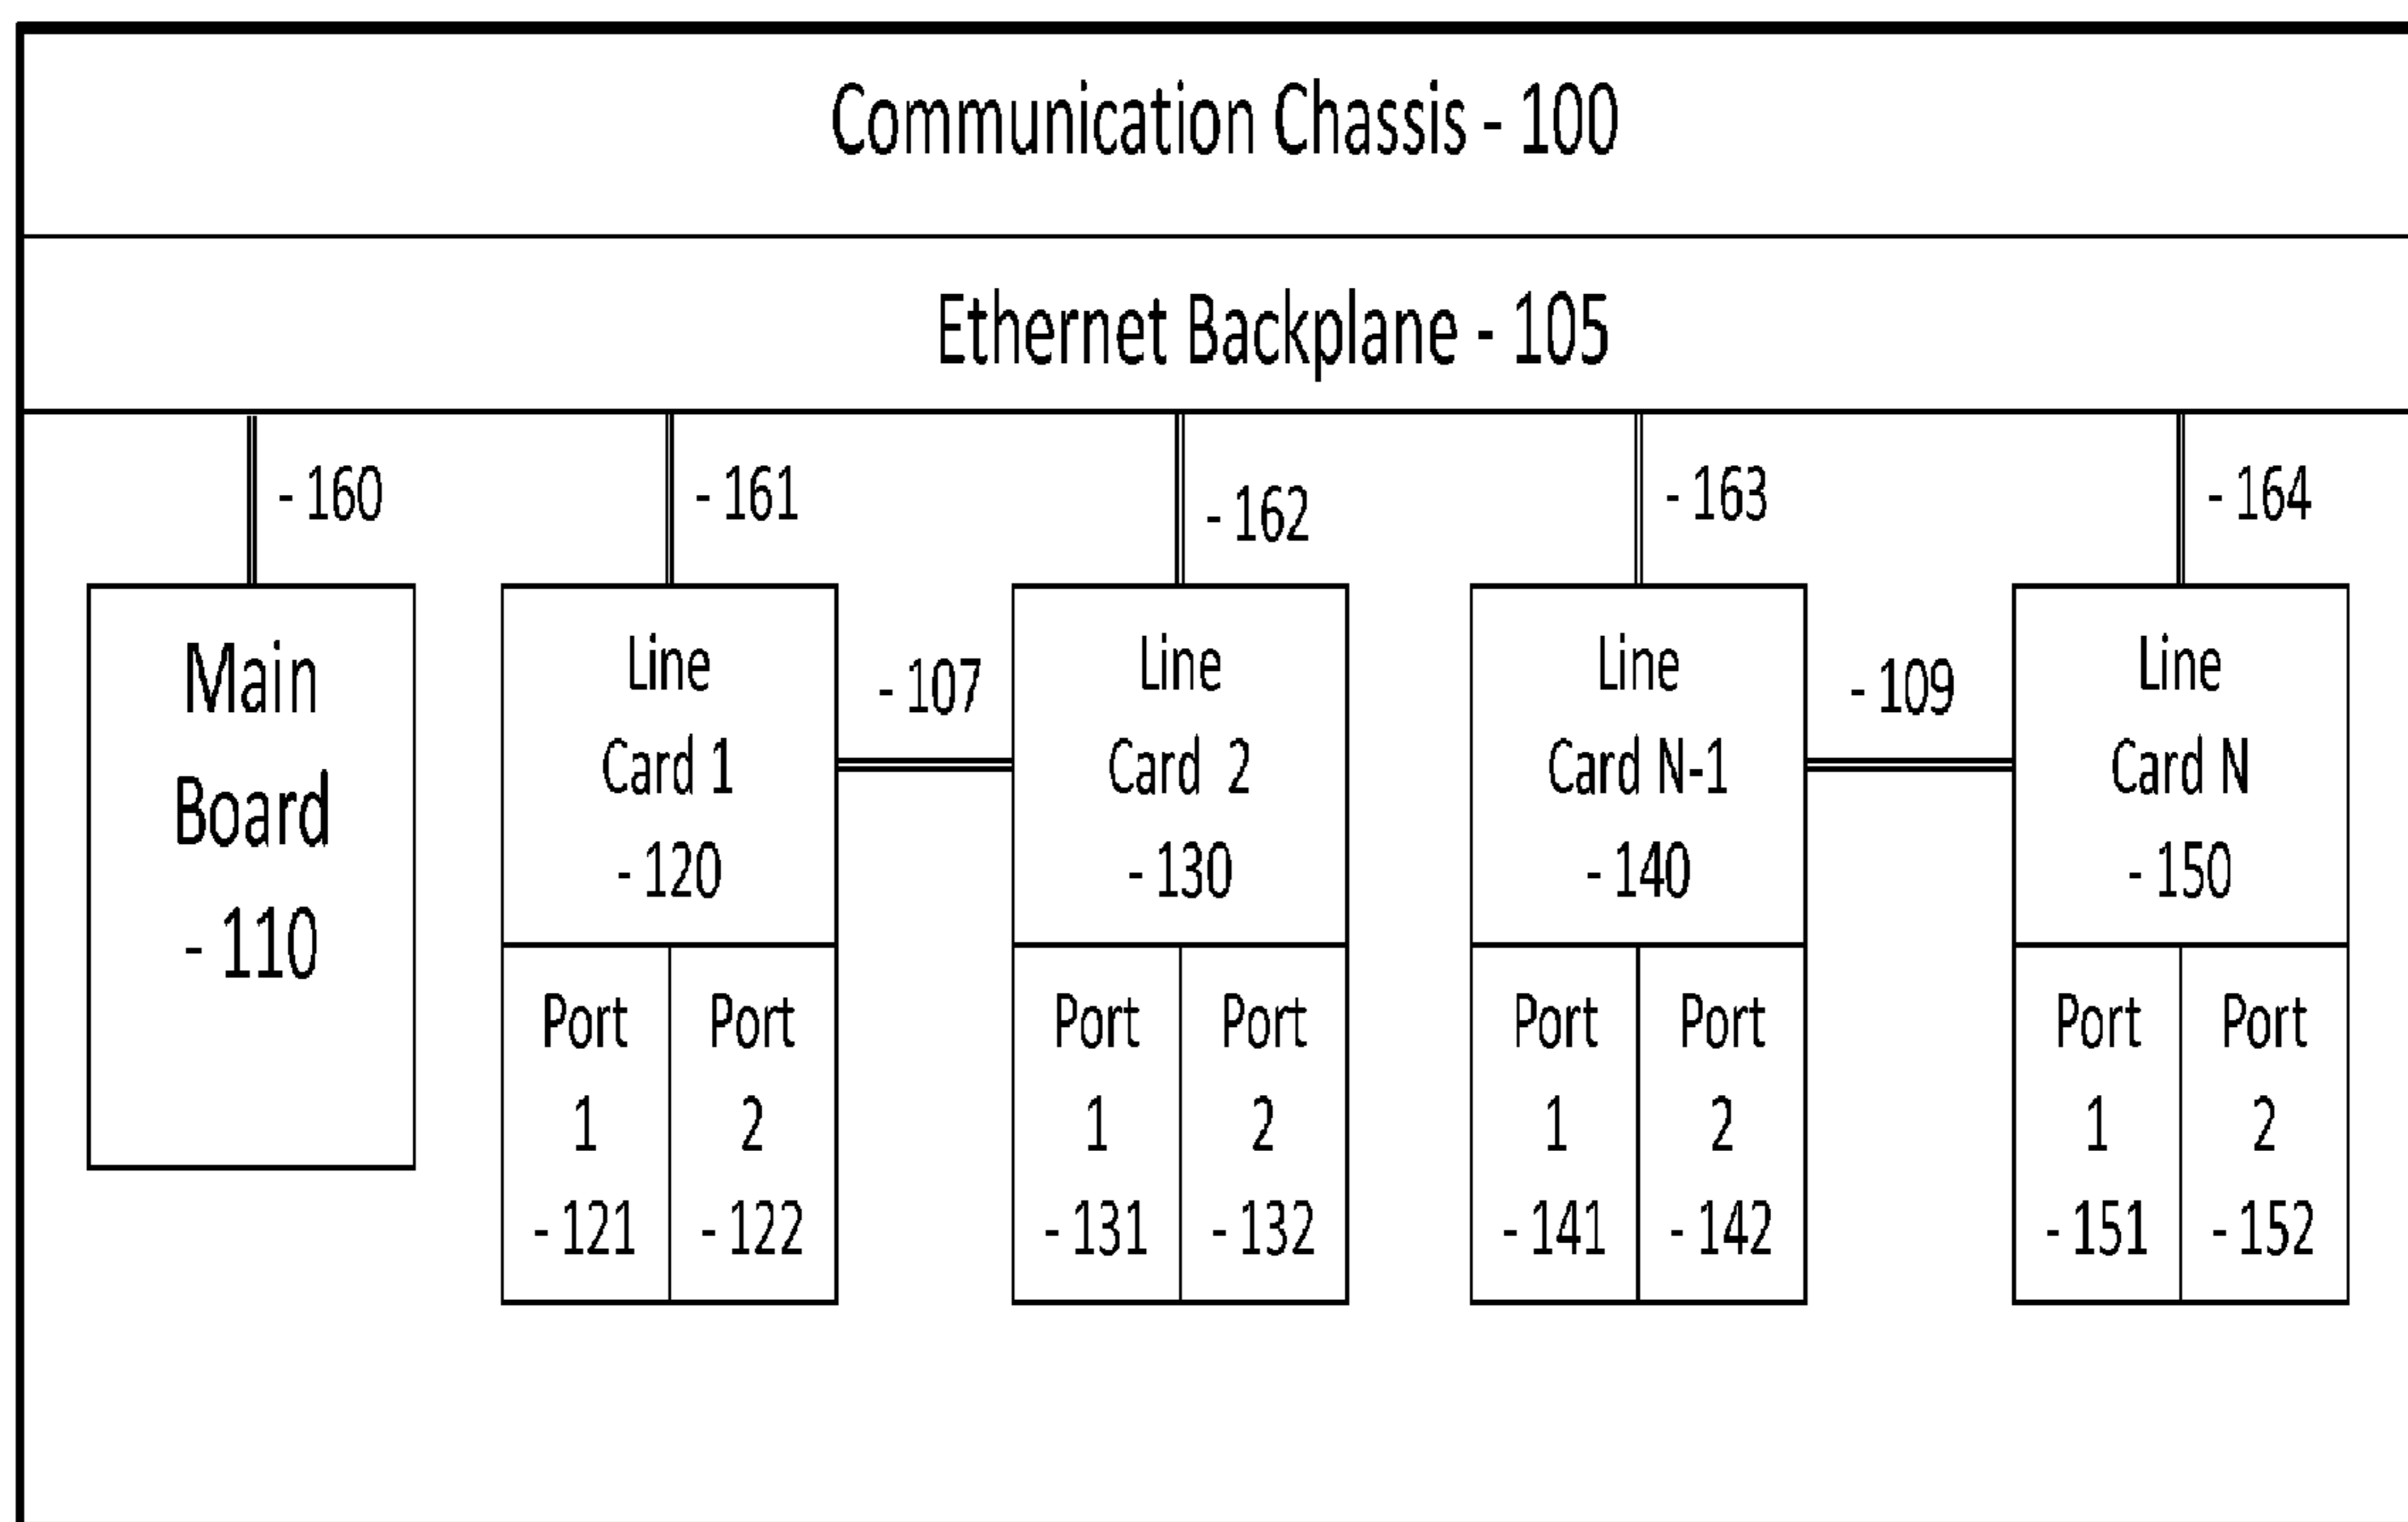 Communication Chassis - 100
Ethernet Backplane - 105
- 160
- 161
- 162
- 163
- 164
Main
Board
- 110
Line
Card 1
- 120
- 107
Line
Card 2
- 130
Line
Card N-1
- 140
- 109
Line
Card N
- 150
Port
1
- 121
Port
2
- 122
Port
1
- 131
Port
2
- 132
Port
1
- 141
Port
2
- 142
Port
1
- 151
Port
2
- 152